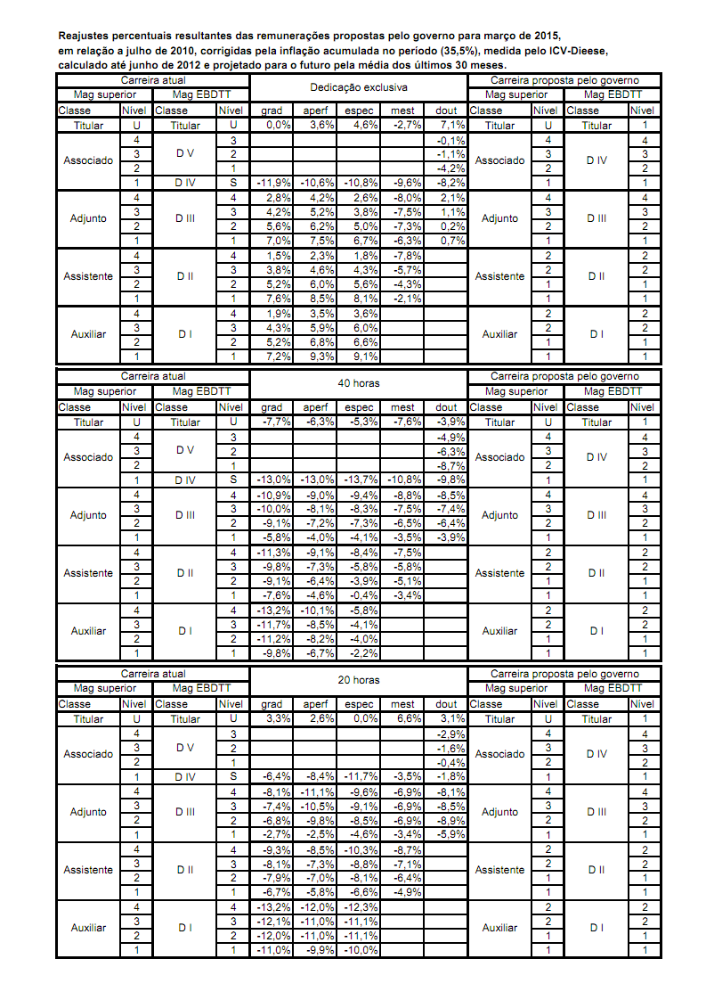 Reajustes percentuais resultantes das remunerações propostas pelo governo para março de 2015,
em relação a julho de 2010, corrigidas pela inflação acumulada no período (35,5%), medida pelo ICV-Dieese,
calculado até junho de 2012 e projetado para o futuro pela média dos últimos 30 meses.
Carreira atual Dedicação exclusiva Carreira proposta pelo governo
Mag superior Mag EBDTT Mag superior Mag EBDTT
Classe Nível Classe Nível grad aperf espec mest dout Classe Nível Classe Nível
Titular U Titular U 0,0% 3,6% 4,6% -2,7% 7,1% Titular U Titular 1
Associado 4 D V 3 -0,1% Associado 4 D IV 4
3 2 -1,1% 3 3
2 1 -4,2% 2 2
1 D IV S -11,9% -10,6% -10,8% -9,6% -8,2% 1 1
Adjunto 4 D III 4 2,8% 4,2% 2,6% -8,0% 2,1% Adjunto 4 D III 4
3 3 4,2% 5,2% 3,8% -7,5% 1,1% 3 3
2 2 5,6% 6,2% 5,0% -7,3% 0,2% 2 2
1 1 7,0% 7,5% 6,7% -6,3% 0,7% 1 1
Assistente 4 D II 4 1,5% 2,3% 1,8% -7,8% Assistente 2 D II 2
3 3 3,8% 4,6% 4,3% -5,7% 2 2
2 2 5,2% 6,0% 5,6% -4,3% 1 1
1 1 7,6% 8,5% 8,1% -2,1% 1 1
Auxiliar 4 D I 4 1,9% 3,5% 3,6% Auxiliar 2 D I 2
3 3 4,3% 5,9% 6,0% 2 2
2 2 5,2% 6,8% 6,6% 1 1
1 1 7,2% 9,3% 9,1% 1 1
Carreira atual 40 horas Carreira proposta pelo governo
Mag superior Mag EBDTT Mag superior Mag EBDTT
Classe Nível Classe Nível grad aperf espec mest dout Classe Nível Classe Nível
Titular U Titular U -7,7% -6,3% -5,3% -7,6% -3,9% Titular U Titular 1
Associado 4 D V 3 -4,9% Associado 4 D IV 4
3 2 -6,3% 3 3
2 1 -8,7% 2 2
1 D IV S -13,0% -13,0% -13,7% -10,8% -9,8% 1 1
Adjunto 4 D III 4 -10,9% -9,0% -9,4% -8,8% -8,5% Adjunto 4 D III 4
3 3 -10,0% -8,1% -8,3% -7,5% -7,4% 3 3
2 2 -9,1% -7,2% -7,3% -6,5% -6,4% 2 2
1 1 -5,8% -4,0% -4,1% -3,5% -3,9% 1 1
Assistente 4 D II 4 -11,3% -9,1% -8,4% -7,5% Assistente 2 D II 2
3 3 -9,8% -7,3% -5,8% -5,8% 2 2
2 2 -9,1% -6,4% -3,9% -5,1% 1 1
1 1 -7,6% -4,6% -0,4% -3,4% 1 1
Auxiliar 4 D I 4 -13,2% -10,1% -5,8% Auxiliar 2 D I 2
3 3 -11,7% -8,5% -4,1% 2 2
2 2 -11,2% -8,2% -4,0% 1 1
1 1 -9,8% -6,7% -2,2% 1 1
Carreira atual 20 horas Carreira proposta pelo governo
Mag superior Mag EBDTT Mag superior Mag EBDTT
Classe Nível Classe Nível grad aperf espec mest dout Classe Nível Classe Nível
Titular U Titular U 3,3% 2,6% 0,0% 6,6% 3,1% Titular U Titular 1
Associado 4 D V 3 -2,9% Associado 4 D IV 4
3 2 -1,6% 3 3
2 1 -0,4% 2 2
1 D IV S -6,4% -8,4% -11,7% -3,5% -1,8% 1 1
Adjunto 4 D III 4 -8,1% -11,1% -9,6% -6,9% -8,1% Adjunto 4 D III 4
3 3 -7,4% -10,5% -9,1% -6,9% -8,5% 3 3
2 2 -6,8% -9,8% -8,5% -6,9% -8,9% 2 2
1 1 -2,7% -2,5% -4,6% -3,4% -5,9% 1 1
Assistente 4 D II 4 -9,3% -8,5% -10,3% -8,7% Assistente 2 D II 2
3 3 -8,1% -7,3% -8,8% -7,1% 2 2
2 2 -7,9% -7,0% -8,1% -6,4% 1 1
1 1 -6,7% -5,8% -6,6% -4,9% 1 1
Auxiliar 4 D I 4 -13,2% -12,0% -12,3% Auxiliar 2 D I 2
3 3 -12,1% -11,0% -11,1% 2 2
2 2 -12,0% -11,0% -11,1% 1 1
1 1 -11,0% -9,9% -10,0% 1 1